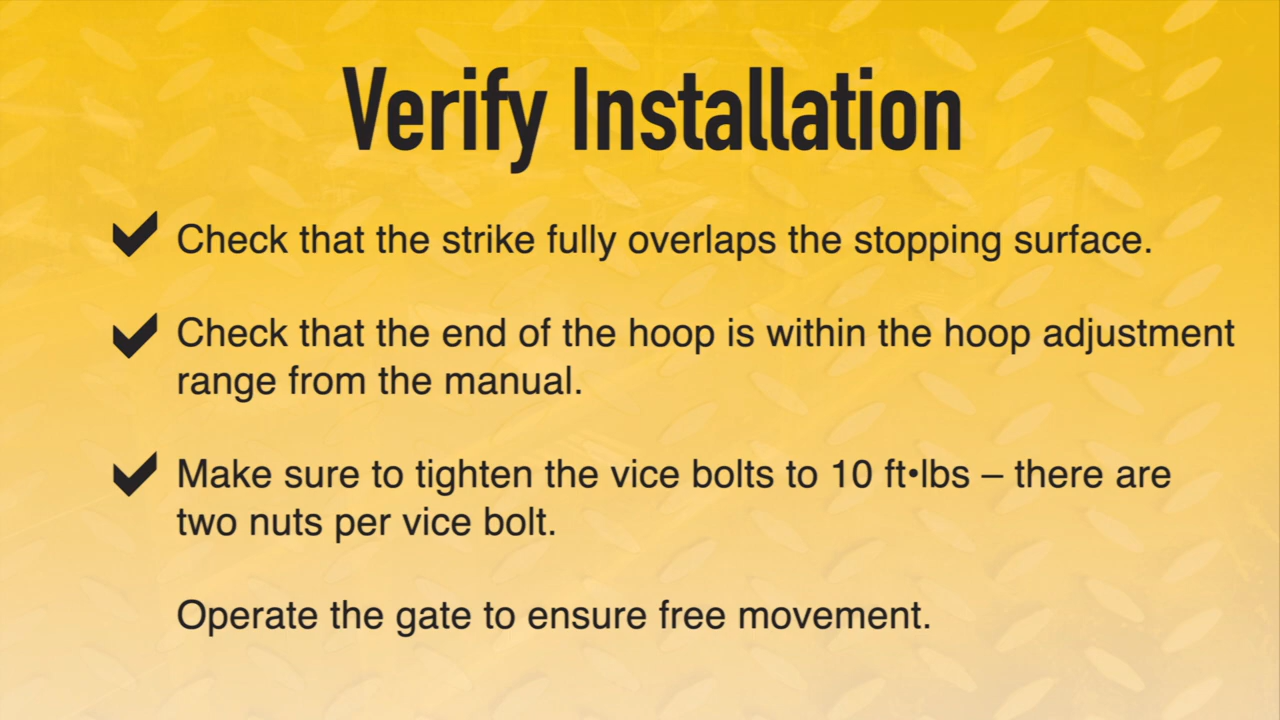 Verify Installation
✔ Check that the strike fully overlaps the stopping surface.
✔ Check that the end of the hoop is within the hoop adjustment
range from the manual.
✔ Make sure to tighten the vice bolts to 10 ft•lbs – there are
two nuts per vice bolt.
Operate the gate to ensure free movement.